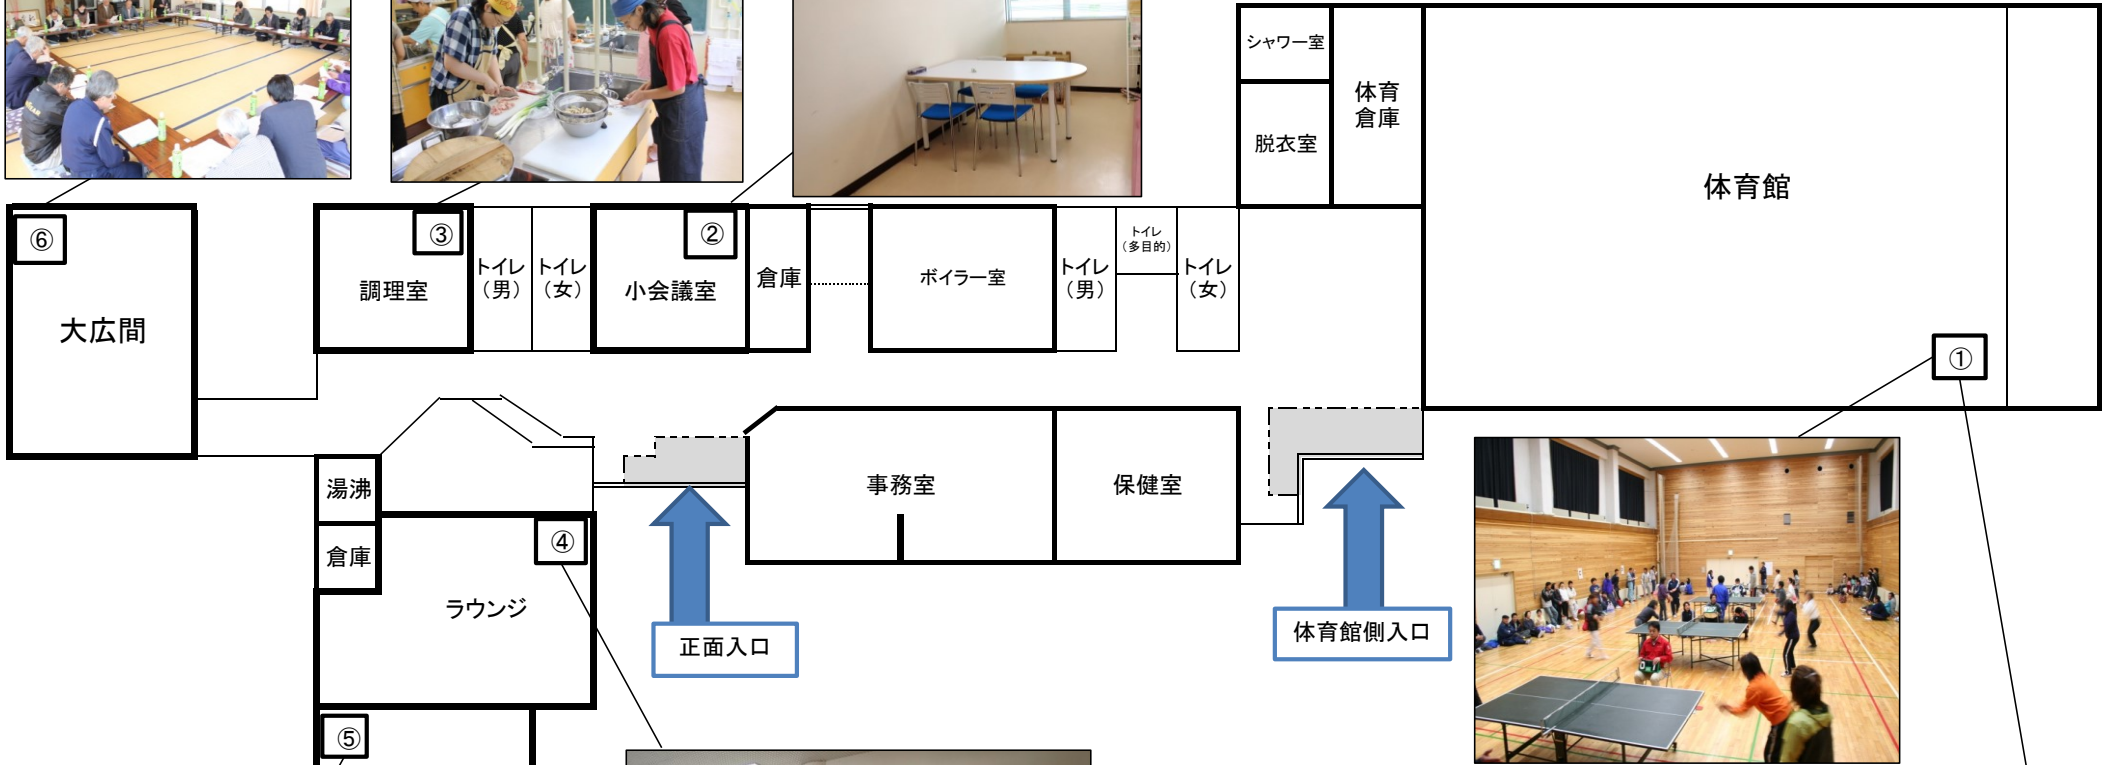 シャワー室
体育
倉庫
脱衣室
体育館
⑥
大広間
③
調理室
トイレ
（男）
トイレ
（女）
②
小会議室
倉庫
ボイラー室
トイレ
（男）
トイレ
（多目的）
トイレ
（女）
①
湯沸
倉庫
④
ラウンジ
事務室
保健室
正面入口
体育館側入口
⑤